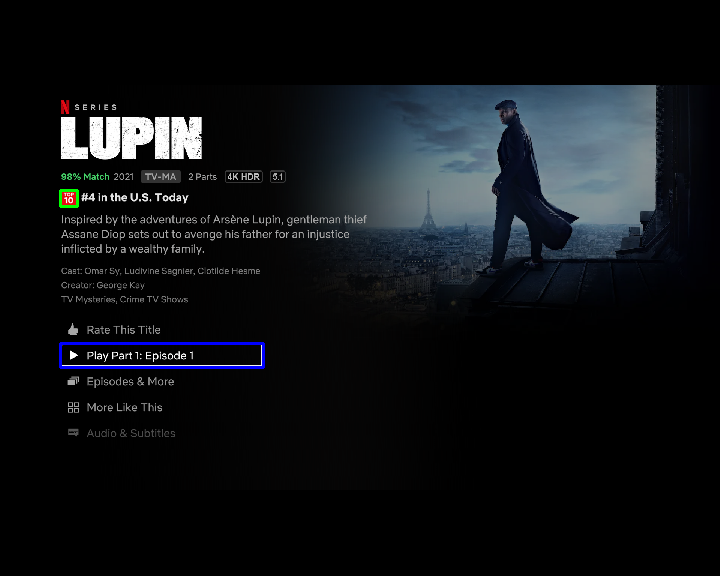 N SERIES
LUPIN
98% Match 2021 TV-MA 2 Parts 4K HDR 5.1
TOP 10 #4 in the U.S. Today
Inspired by the adventures of Arsène Lupin, gentleman thief
Assane Diop sets out to avenge his father for an injustice
inflicted by a wealthy family.
Cast: Omar Sy, Ludivine Sagnier, Clotilde Hesme
Creator: George Kay
TV Mysteries, Crime TV Shows
Rate This Title
Play Part 1: Episode 1
Episodes & More
More Like This
Audio & Subtitles